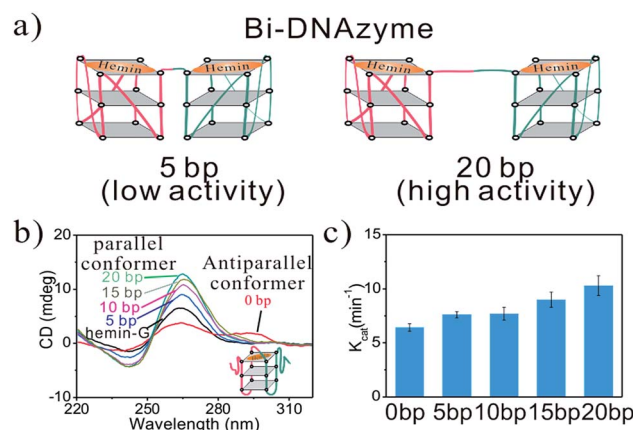 a)
Bi-DNAzyme
Hemin
Hemin
Hemin
Hemin
5 bp
(low activity)
20 bp
(high activity)
b)
20
10
0
-10
CD (mdeg)
parallel
conformer
20 bp
15 bp
10 bp
5 bp
hemin-G
Antiparallel
conformer
0 bp
220
250
280
310
Wavelength (nm)
c)
15
10
5
0
Kcat(min-1)
0bp
5bp
10bp
15bp
20bp